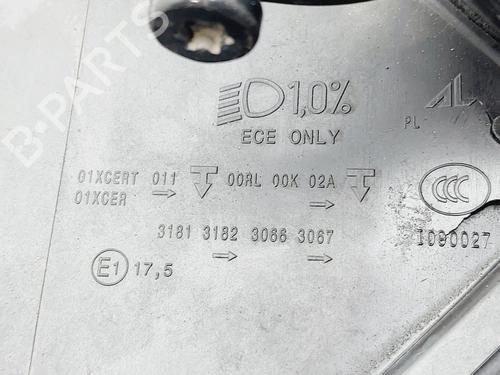 B-PARTS
1,0%
ECE ONLY
AL
PL
01XCERT 011 00RL 00K 02A
01XCER
CCC
3181 3182 3066 3067
I090027
E1 17,5